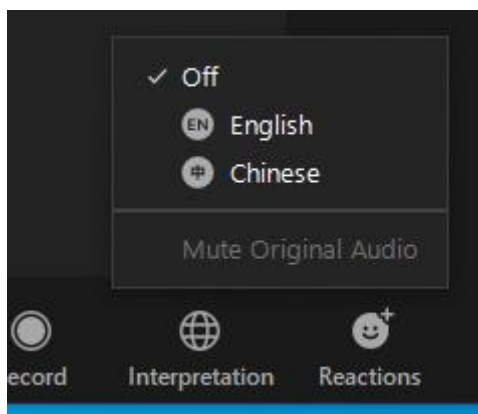 Off
EN English
中 Chinese
Mute Original Audio
ecord Interpretation Reactions